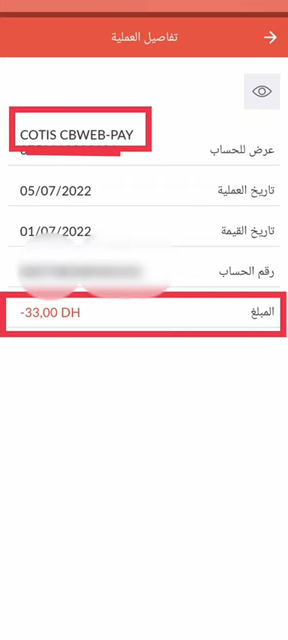 تفاصيل العملية
COTIS CBWEB-PAY
عرض للحساب
تاريخ العملية 05/07/2022
تاريخ القيمة 01/07/2022
رقم الحساب
المبلغ -33,00 DH